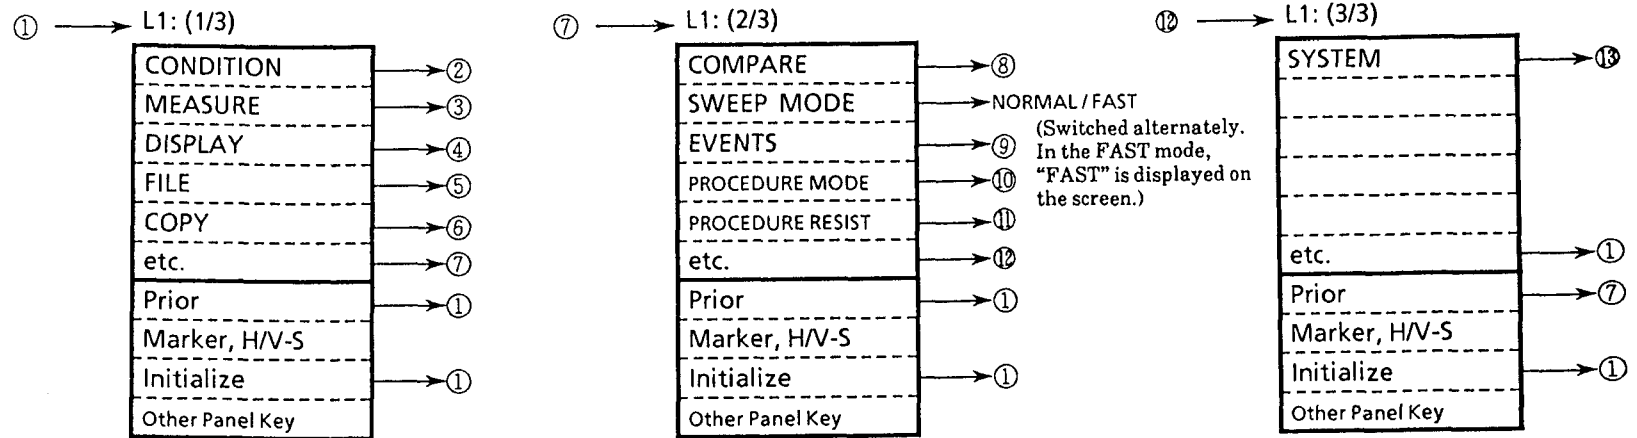 ① L1: (1/3)
CONDITION ②
MEASURE ③
DISPLAY ④
FILE ⑤
COPY ⑥
etc. ⑦
Prior ①
Marker, H/V-S
Initialize ①
Other Panel Key
⑦ L1: (2/3)
COMPARE ⑧
SWEEP MODE NORMAL / FAST
(Switched alternately.
In the FAST mode,
“FAST” is displayed on
the screen.)
EVENTS ⑨
PROCEDURE MODE ⑩
PROCEDURE RESIST ⑪
etc. ⑫
Prior ①
Marker, H/V-S
Initialize ①
Other Panel Key
⑫ L1: (3/3)
SYSTEM ⑬
etc. ①
Prior ⑦
Marker, H/V-S
Initialize ①
Other Panel Key